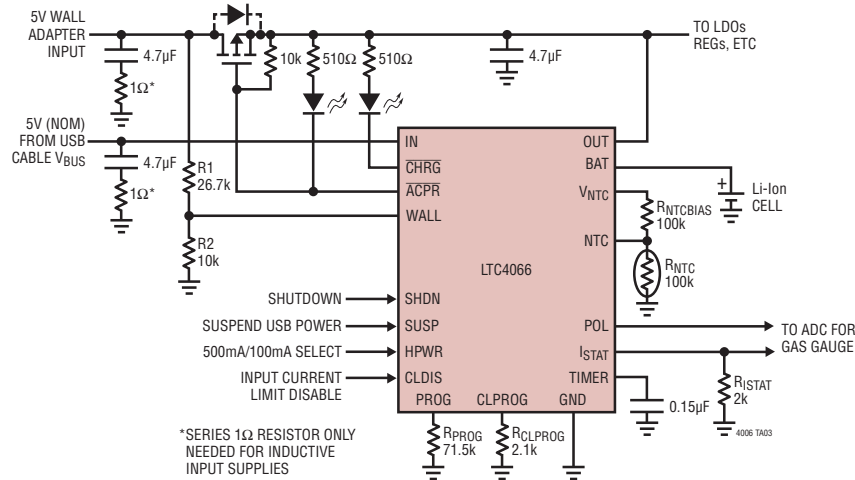 5V WALL
ADAPTER
INPUT
4.7µF
1Ω*
10k
510Ω
510Ω
4.7µF
TO LDOs
REGs, ETC
5V (NOM)
FROM USB
CABLE VBUS
4.7µF
1Ω*
R1
26.7k
R2
10k
IN
CHRG
ACPR
WALL
SHDN
SUSP
HPWR
CLDIS
PROG
CLPROG
GND
OUT
BAT
VNTC
NTC
POL
ISTAT
TIMER
LTC4066
SHUTDOWN
SUSPEND USB POWER
500mA/100mA SELECT
INPUT CURRENT
LIMIT DISABLE
+
Li-Ion
CELL
RNTCBIAS
100k
RNTC
100k
TO ADC FOR
GAS GAUGE
RISTAT
2k
0.15µF
RPROG
71.5k
RCLPROG
2.1k
4006 TA03
*SERIES 1Ω RESISTOR ONLY
NEEDED FOR INDUCTIVE
INPUT SUPPLIES